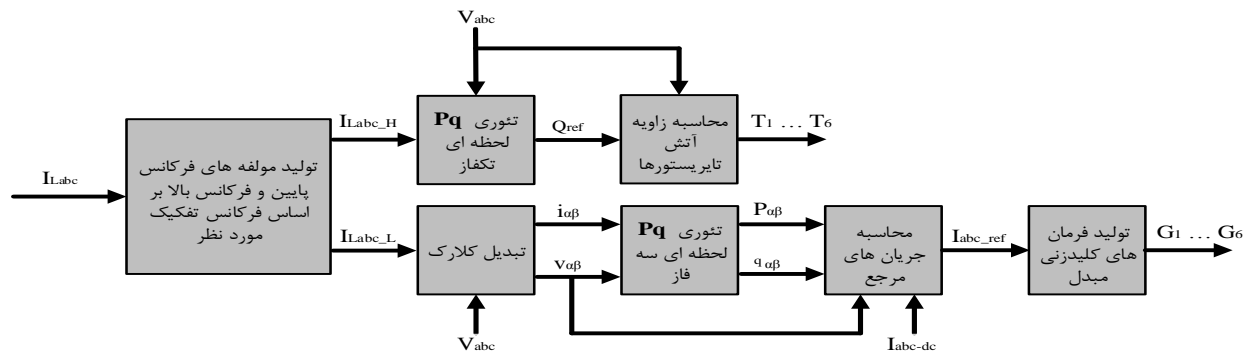 Vabc
ILabc
تولید مولفه های فرکانس
پایین و فرکانس بالا بر
اساس فرکانس تفکیک
مورد نظر
ILabc_H
تئوری Pq
لحظه ای
تکفاز
Qref
محاسبه زاویه
آتش
تایریستورها
T1 ... T6
ILabc_L
تبدیل کلارک
Vabc
iαβ
vαβ
تئوری Pq
لحظه ای سه
فاز
Pαβ
qαβ
محاسبه
جریان های
مرجع
Iabc-dc
Iabc_ref
تولید فرمان
های کلیدزنی
مبدل
G1 ... G6